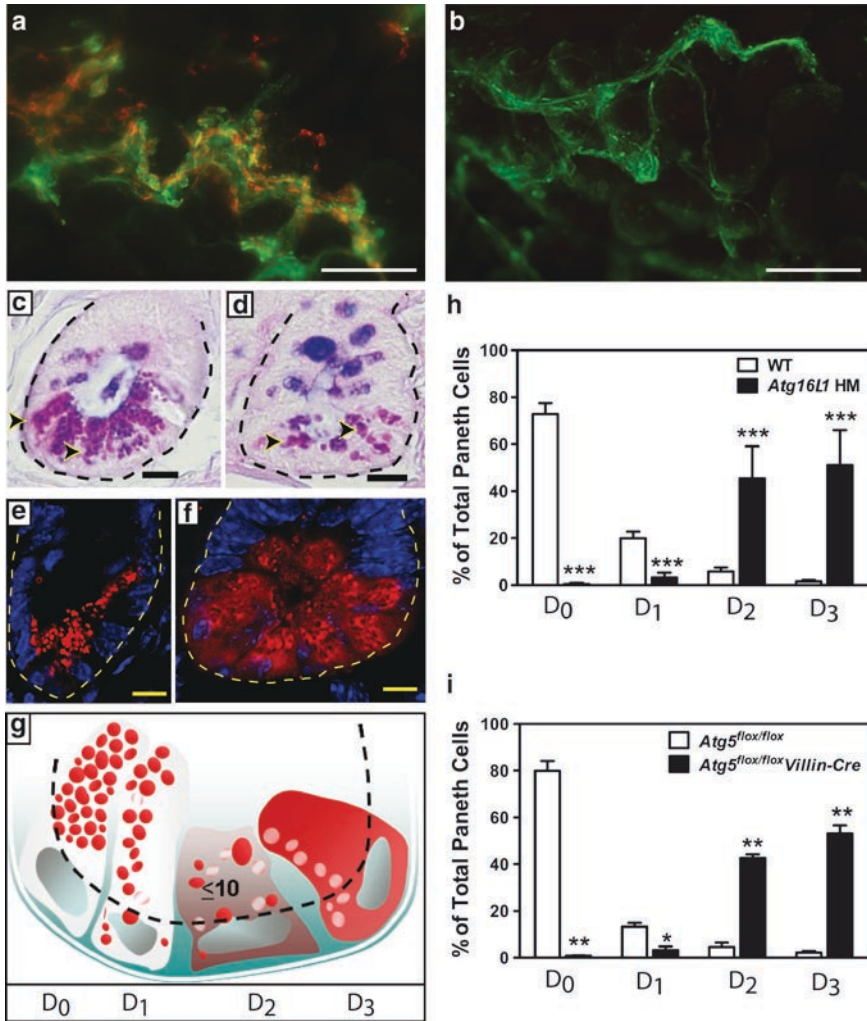 a
b
c
d
e
f
g
≤10
D0 D1 D2 D3
h
% of Total Paneth Cells
100
80
60
40
20
0
WT
Atg16L1 HM
***
***
***
***
D0 D1 D2 D3
i
% of Total Paneth Cells
100
80
60
40
20
0
Atg5flox/flox
Atg5flox/flox Villin-Cre
**
*
**
**
D0 D1 D2 D3